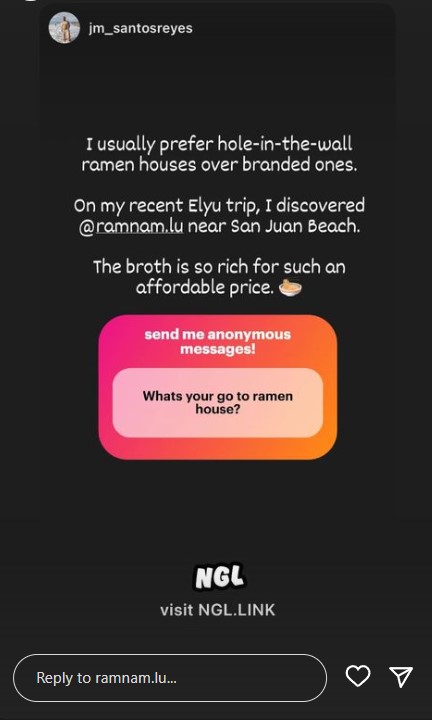 jm_santosreyes
I usually prefer hole-in-the-wall
ramen houses over branded ones.
On my recent Elyu trip, I discovered
@ramnam.lu near San Juan Beach.
The broth is so rich for such an
affordable price. 🍜
send me anonymous
messages!
Whats your go to ramen
house?
NGL
visit NGL.LINK
Reply to ramnam.lu...